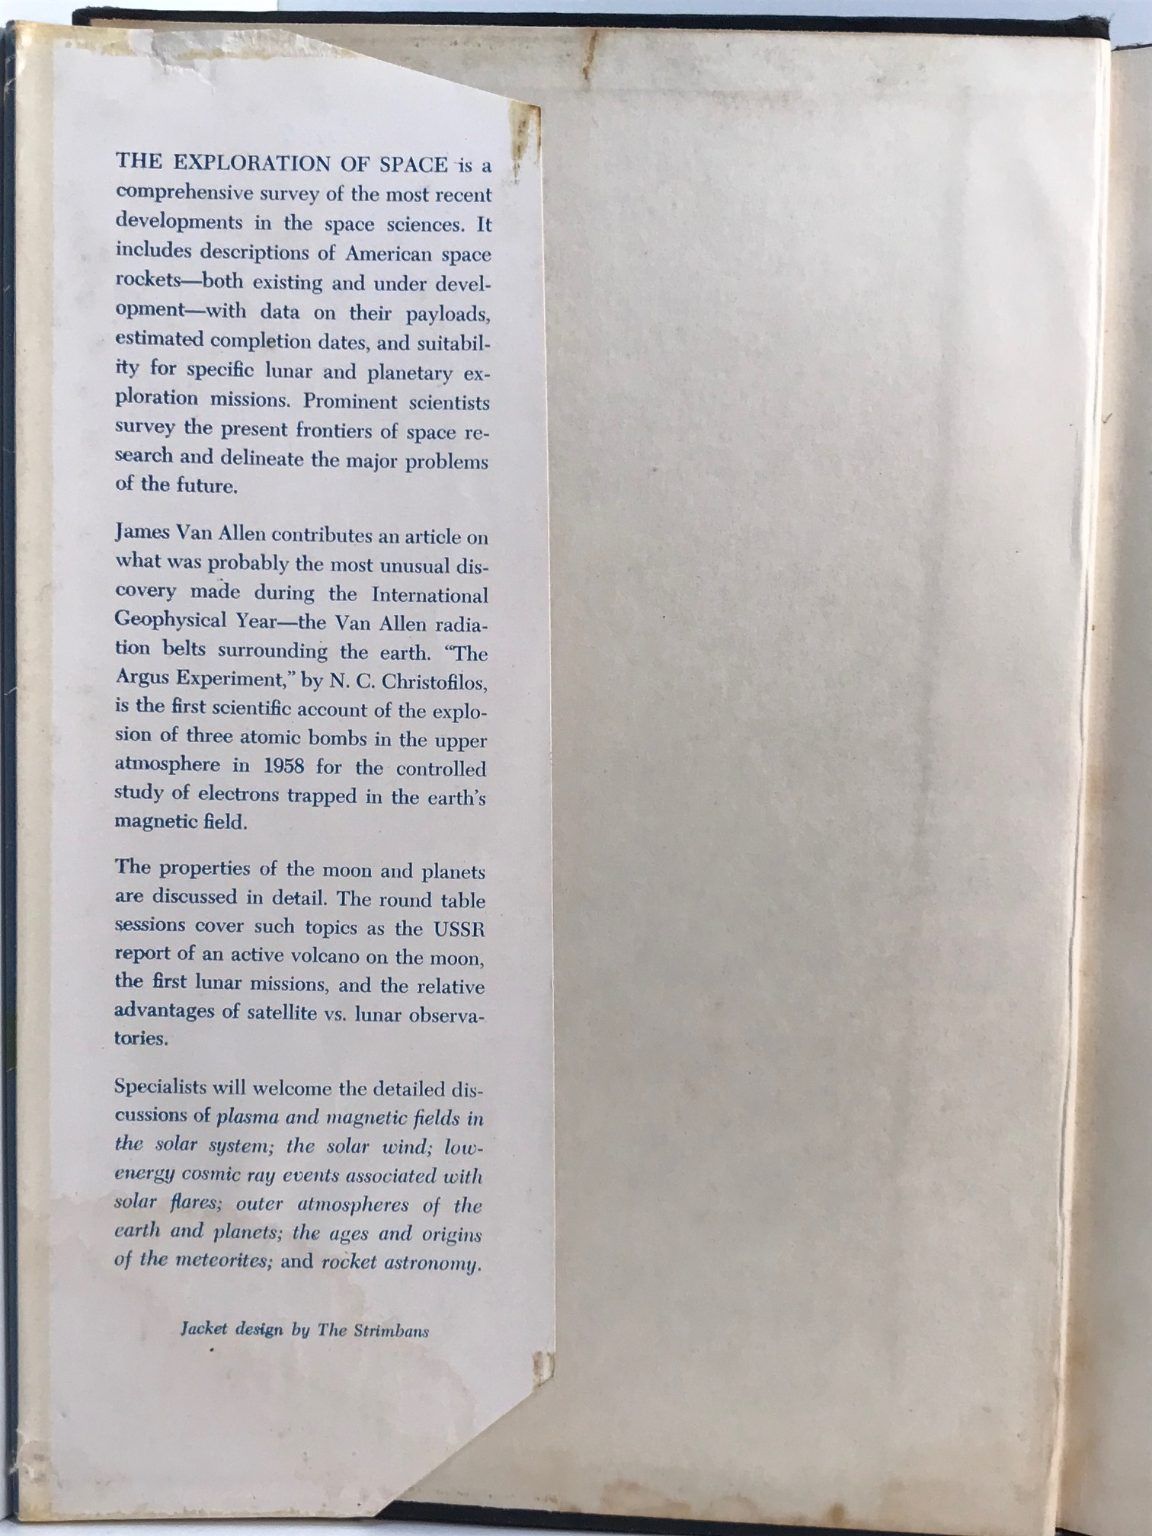 THE EXPLORATION OF SPACE is a
comprehensive survey of the most recent
developments in the space sciences. It
includes descriptions of American space
rockets—both existing and under devel-
opment—with data on their payloads,
estimated completion dates, and suitabil-
ity for specific lunar and planetary ex-
ploration missions. Prominent scientists
survey the present frontiers of space re-
search and delineate the major problems
of the future.
James Van Allen contributes an article on
what was probably the most unusual dis-
covery made during the International
Geophysical Year—the Van Allen radia-
tion belts surrounding the earth. “The
Argus Experiment,” by N. C. Christofilos,
is the first scientific account of the explo-
sion of three atomic bombs in the upper
atmosphere in 1958 for the controlled
study of electrons trapped in the earth’s
magnetic field.
The properties of the moon and planets
are discussed in detail. The round table
sessions cover such topics as the USSR
report of an active volcano on the moon,
the first lunar missions, and the relative
advantages of satellite vs. lunar observa-
tories.
Specialists will welcome the detailed dis-
cussions of plasma and magnetic fields in
the solar system; the solar wind; low-
energy cosmic ray events associated with
solar flares; outer atmospheres of the
earth and planets; the ages and origins
of the meteorites; and rocket astronomy.
Jacket design by The Strimbans